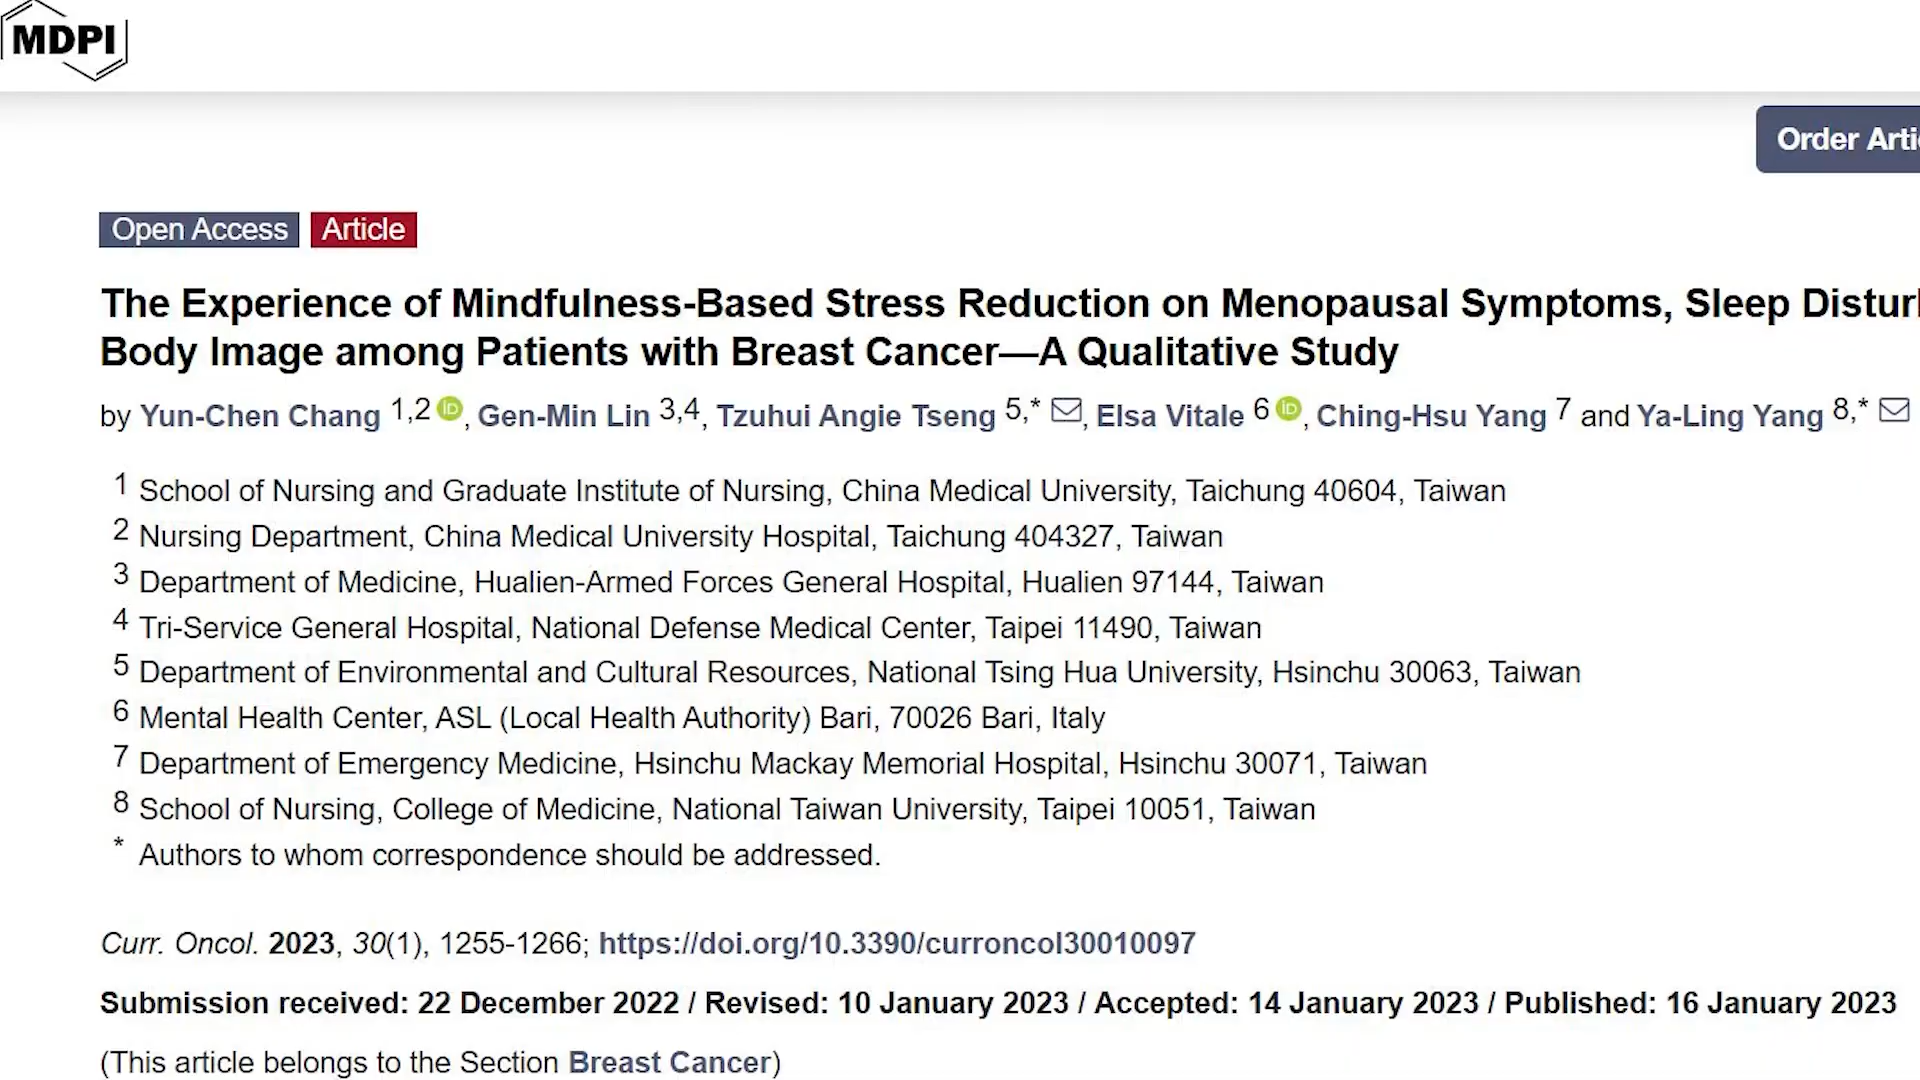 MDPI
Order Arti
Open Access Article
The Experience of Mindfulness-Based Stress Reduction on Menopausal Symptoms, Sleep Distur
Body Image among Patients with Breast Cancer—A Qualitative Study
by Yun-Chen Chang 1,2 iD, Gen-Min Lin 3,4, Tzuhui Angie Tseng 5,*, Elsa Vitale 6 iD, Ching-Hsu Yang 7 and Ya-Ling Yang 8,*
1 School of Nursing and Graduate Institute of Nursing, China Medical University, Taichung 40604, Taiwan
2 Nursing Department, China Medical University Hospital, Taichung 404327, Taiwan
3 Department of Medicine, Hualien-Armed Forces General Hospital, Hualien 97144, Taiwan
4 Tri-Service General Hospital, National Defense Medical Center, Taipei 11490, Taiwan
5 Department of Environmental and Cultural Resources, National Tsing Hua University, Hsinchu 30063, Taiwan
6 Mental Health Center, ASL (Local Health Authority) Bari, 70026 Bari, Italy
7 Department of Emergency Medicine, Hsinchu Mackay Memorial Hospital, Hsinchu 30071, Taiwan
8 School of Nursing, College of Medicine, National Taiwan University, Taipei 10051, Taiwan
* Authors to whom correspondence should be addressed.
Curr. Oncol. 2023, 30(1), 1255-1266; https://doi.org/10.3390/curroncol30010097
Submission received: 22 December 2022 / Revised: 10 January 2023 / Accepted: 14 January 2023 / Published: 16 January 2023
(This article belongs to the Section Breast Cancer)